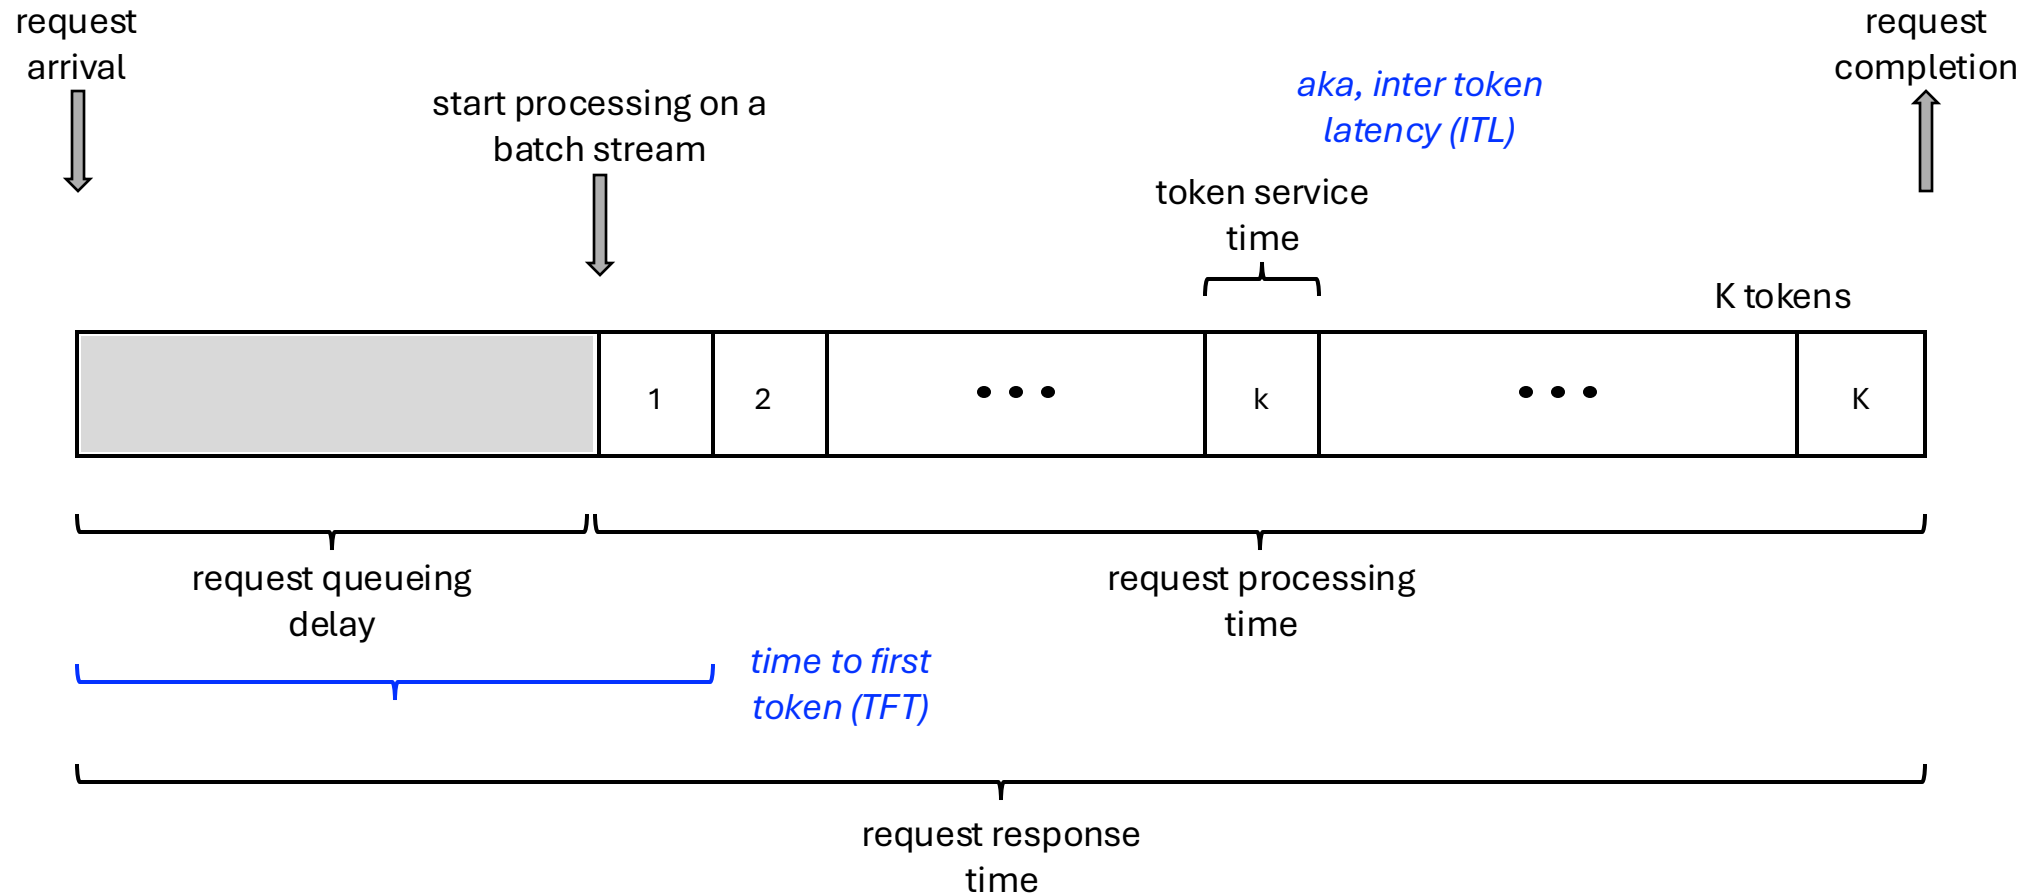 request
arrival
request
completion
aka, inter token
latency (ITL)
start processing on a
batch stream
token service
time
K tokens
1
2
•••
k
•••
K
request queueing
delay
request processing
time
time to first
token (TFT)
request response
time